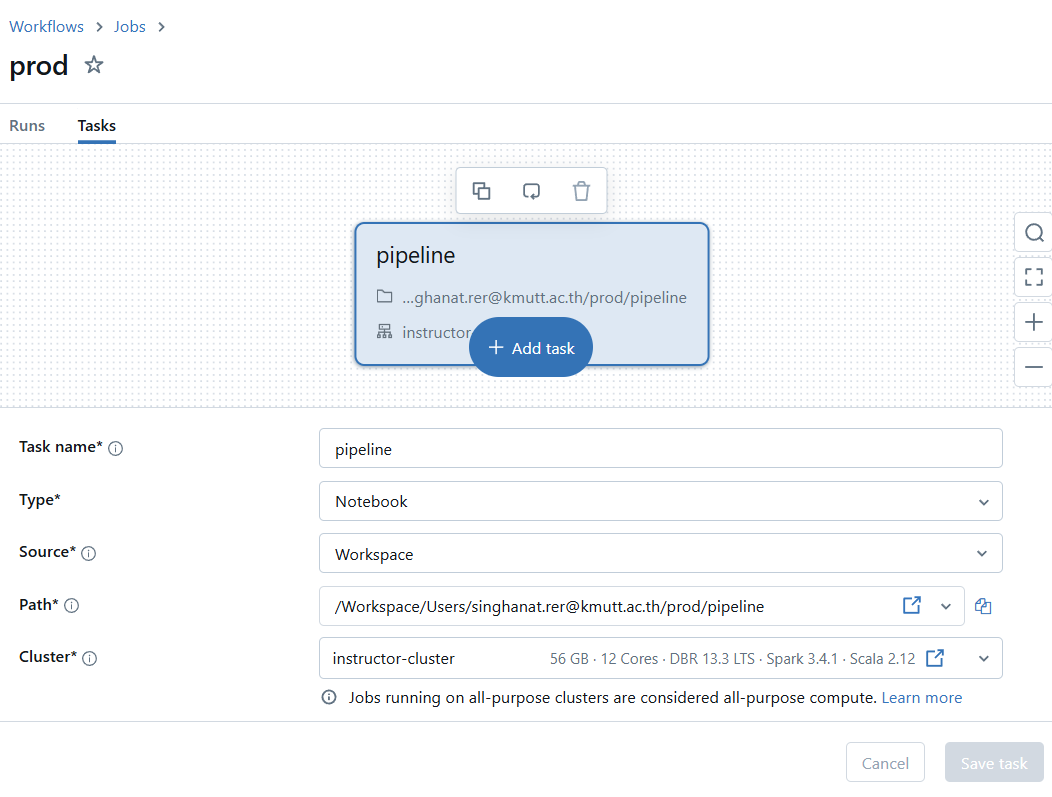 Workflows > Jobs >
prod
Runs Tasks
pipeline
...ghanat.rer@kmutt.ac.th/prod/pipeline
instructor
+ Add task
Task name* pipeline
Type* Notebook
Source* Workspace
Path* /Workspace/Users/singhanat.rer@kmutt.ac.th/prod/pipeline
Cluster* instructor-cluster 56 GB · 12 Cores · DBR 13.3 LTS · Spark 3.4.1 · Scala 2.12
Jobs running on all-purpose clusters are considered all-purpose compute. Learn more
Cancel Save task